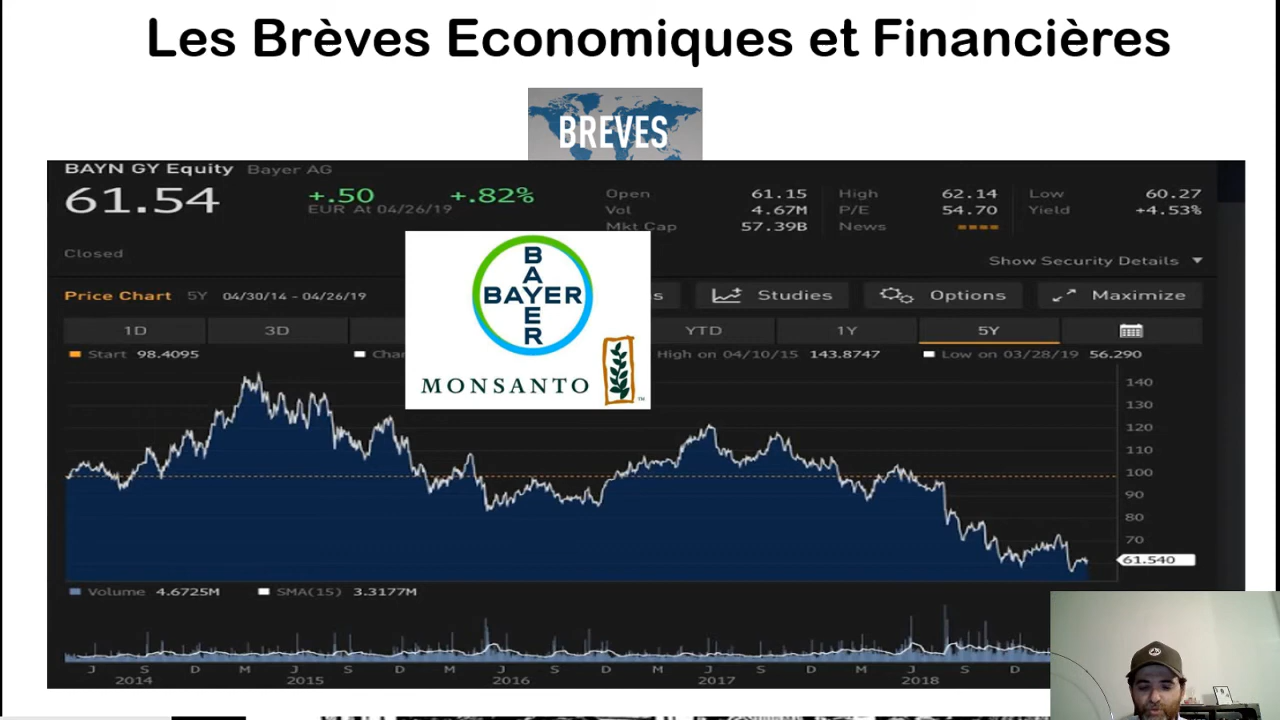 Les Brèves Economiques et Financières
BREVES
BAYN GY Equity Bayer AG
61.54 +.50 +.82%
EUR At 04/26/19
Open 61.15 High 62.14 Low 60.27
Vol 4.67M P/E 54.70 Yield +4.53%
Mkt Cap 57.39B News
Closed
Show Security Details
Price Chart 5Y 04/30/14 - 04/26/19
Studies Options Maximize
1D 3D YTD 1Y 5Y
Start 98.4095
High on 04/10/15 143.8747 Low on 03/28/19 56.290
BAYER
BAYER
MONSANTO
TM
140
130
120
110
100
90
80
70
61.540
Volume 4.6725M SMA(15) 3.3177M
J S D M J S D M J S D M J S D M J S D
2014 2015 2016 2017 2018